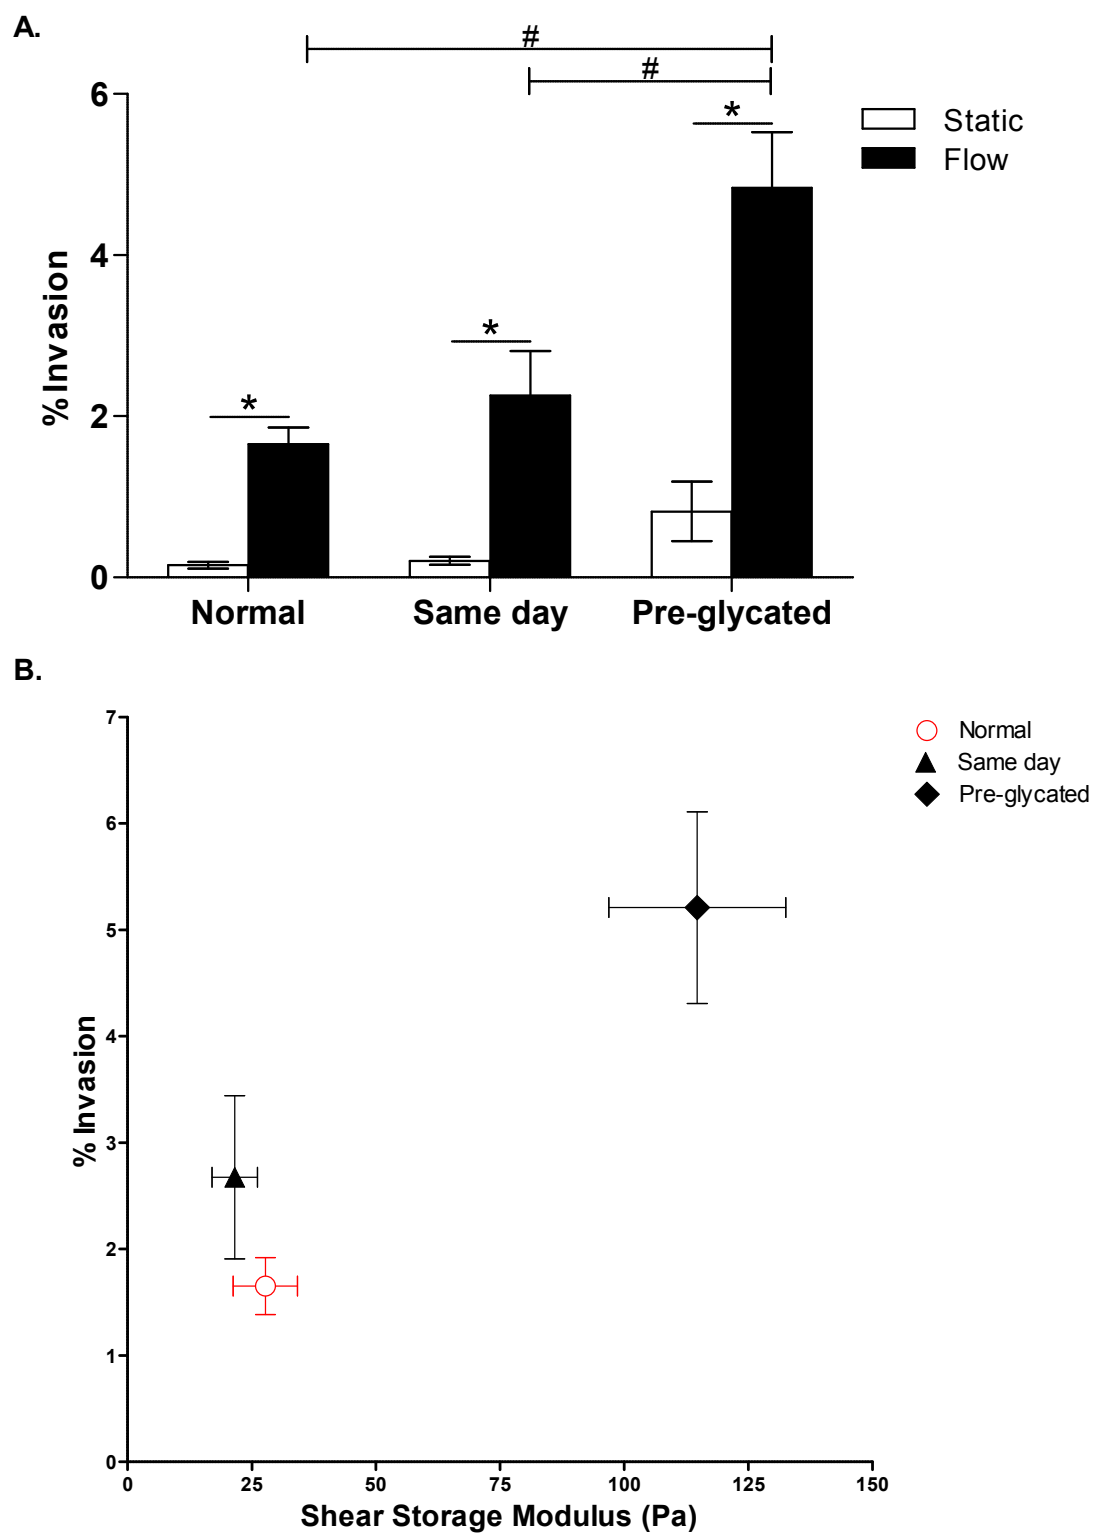 A.
#
#
*
*
*
6
4
2
0
% Invasion
Static
Flow
Normal Same day Pre-glycated
B.
7
6
5
4
3
2
1
0
% Invasion
Normal
Same day
Pre-glycated
0 25 50 75 100 125 150
Shear Storage Modulus (Pa)